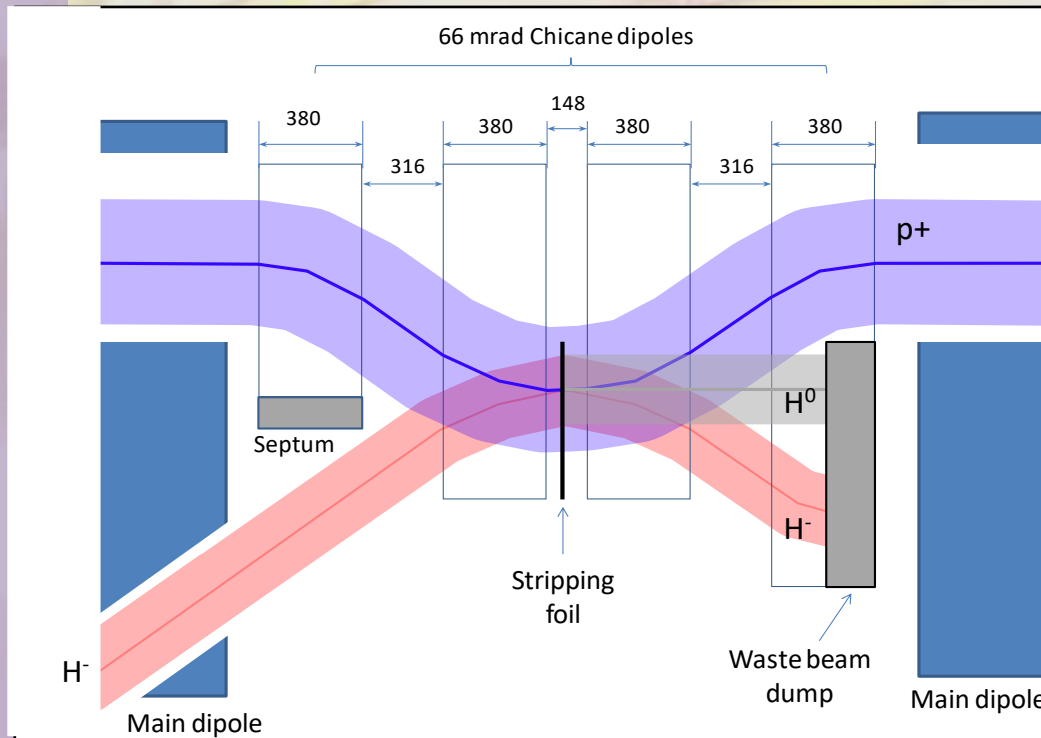 66 mrad Chicane dipoles
148
380
380
380
380
316
316
p+
H⁰
Septum
H⁻
Stripping
foil
H⁻
Waste beam
dump
Main dipole
Main dipole